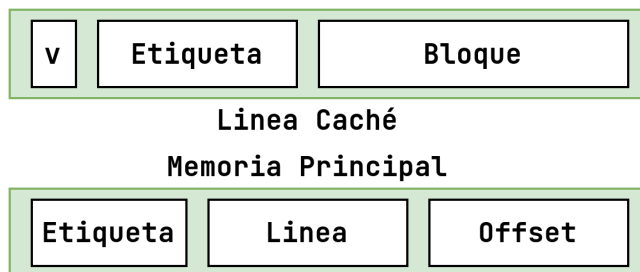 v Etiqueta Bloque
Linea Caché
Memoria Principal
Etiqueta Linea Offset